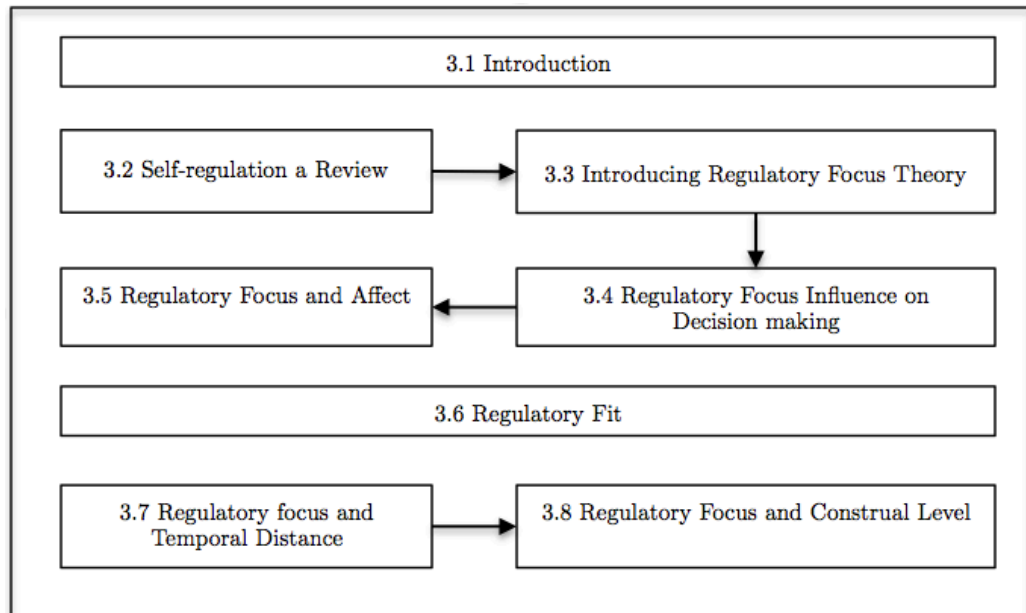 3.1 Introduction
3.2 Self-regulation a Review
3.3 Introducing Regulatory Focus Theory
3.5 Regulatory Focus and Affect
3.4 Regulatory Focus Influence on
Decision making
3.6 Regulatory Fit
3.7 Regulatory focus and
Temporal Distance
3.8 Regulatory Focus and Construal Level